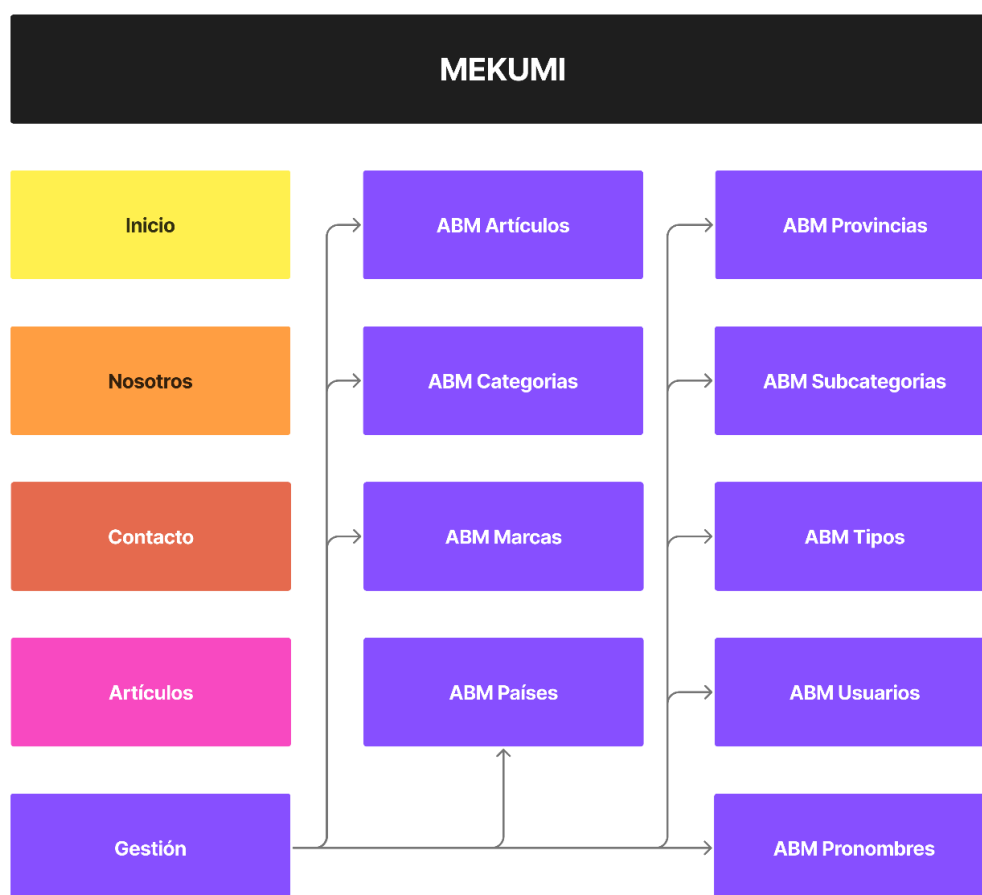 MEKUMI
Inicio
ABM Artículos
ABM Provincias
Nosotros
ABM Categorias
ABM Subcategorias
Contacto
ABM Marcas
ABM Tipos
Artículos
ABM Países
ABM Usuarios
Gestión
ABM Pronombres